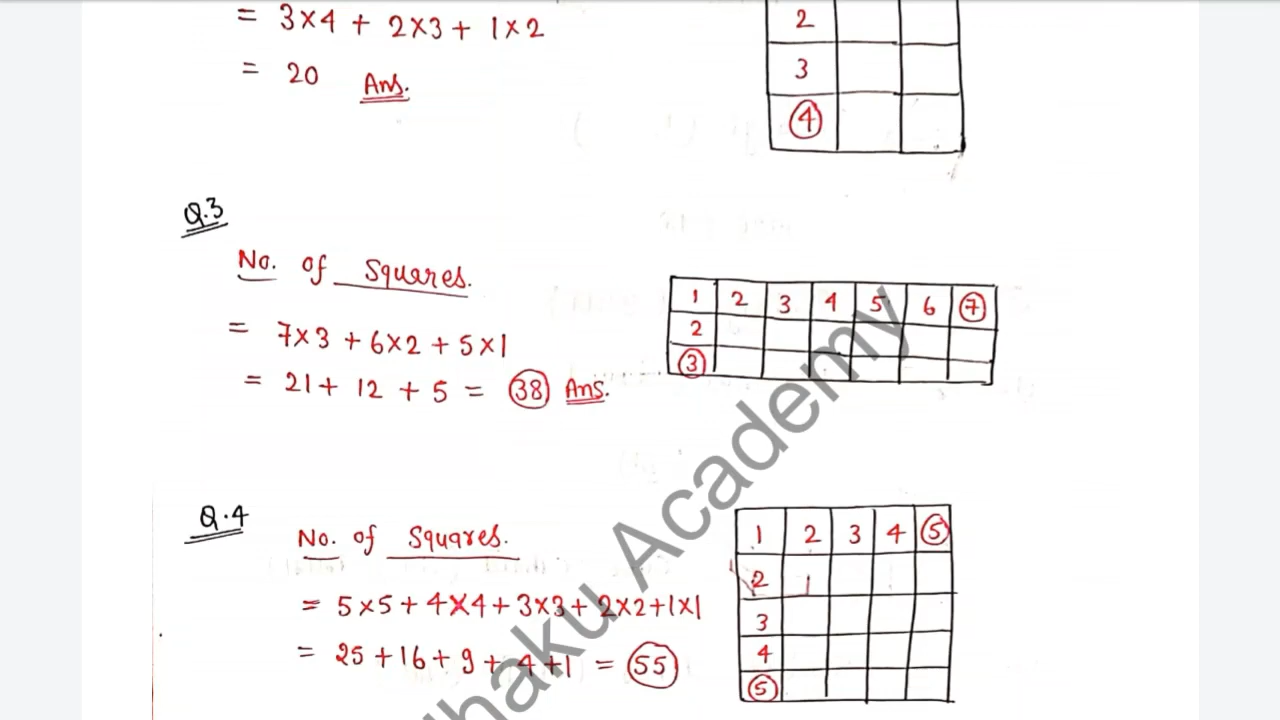 = 3×4 + 2×3 + 1×2
= 20 Ans.
2
3
4
Q.3
No. of Squares.
= 7×3 + 6×2 + 5×1
= 21 + 12 + 5 = 38 Ans.
1 2 3 4 5 6 7
2
3
Q.4
No. of Squares.
= 5×5 + 4×4 + 3×3 + 2×2 + 1×1
= 25 + 16 + 9 + 4 + 1 = 55
1 2 3 4 5
2 1
3
4
5
haku Academy